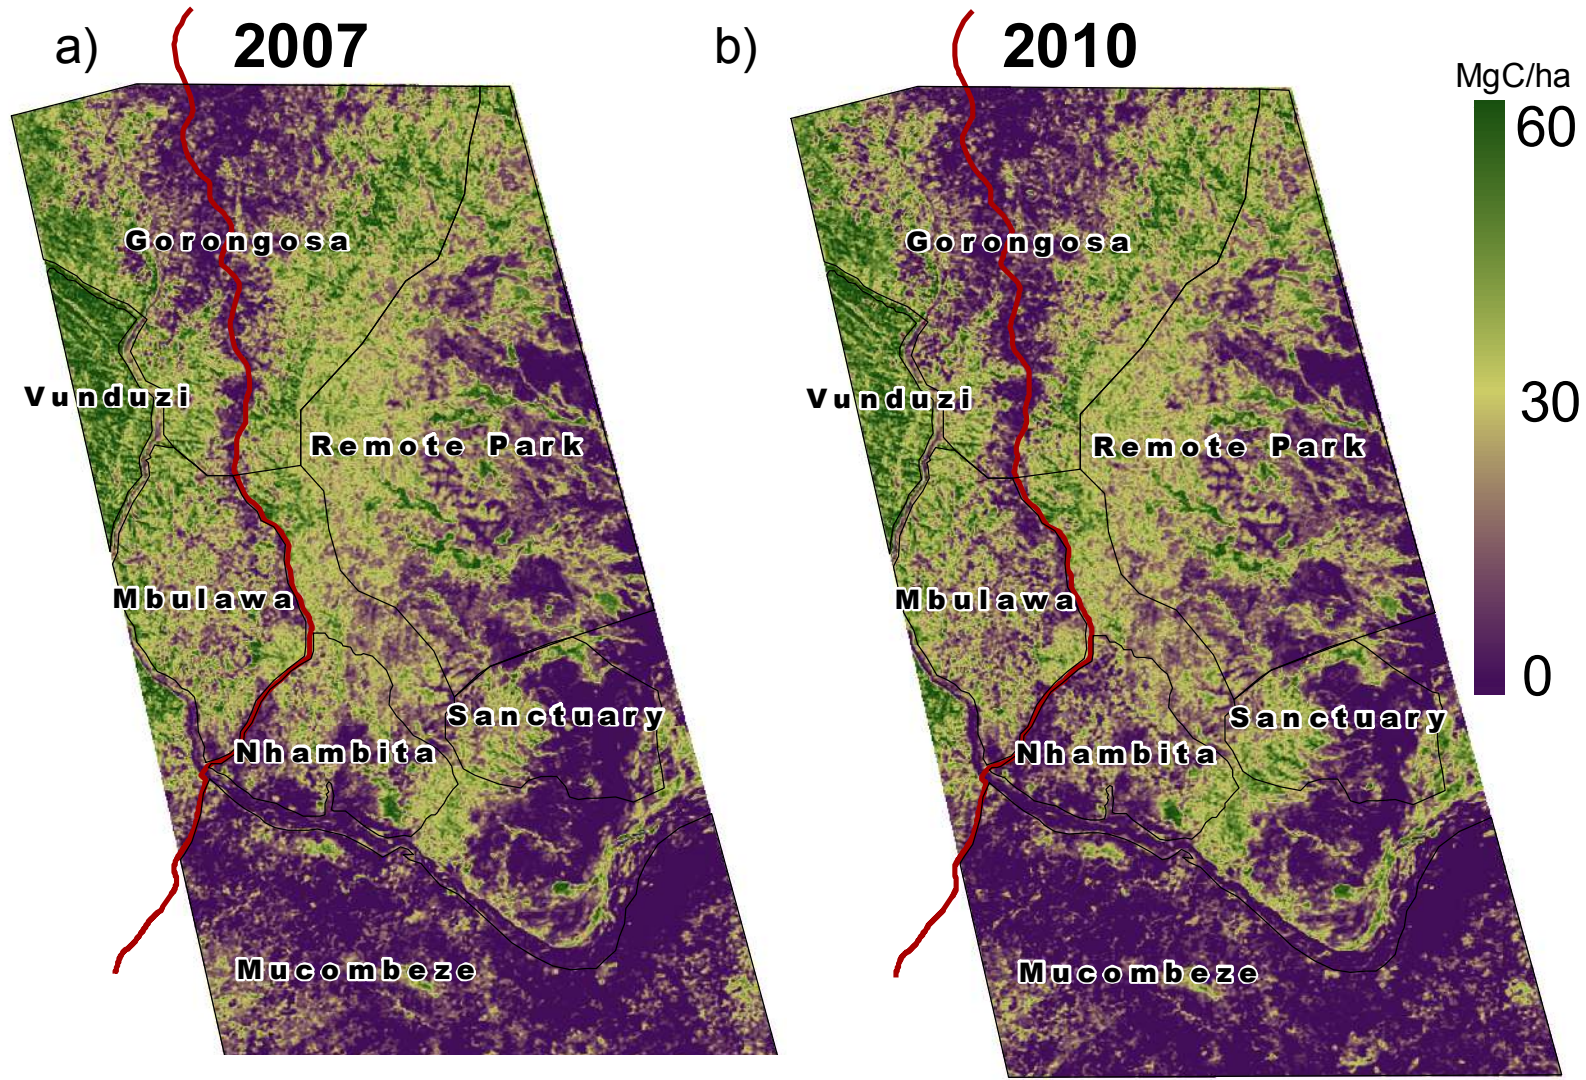 a) 2007
b) 2010
MgC/ha
60
30
0
Gorongosa
Vunduzi
Remote Park
Mbulawa
Sanctuary
Nhambita
Mucombeze
Gorongosa
Vunduzi
Remote Park
Mbulawa
Sanctuary
Nhambita
Mucombeze